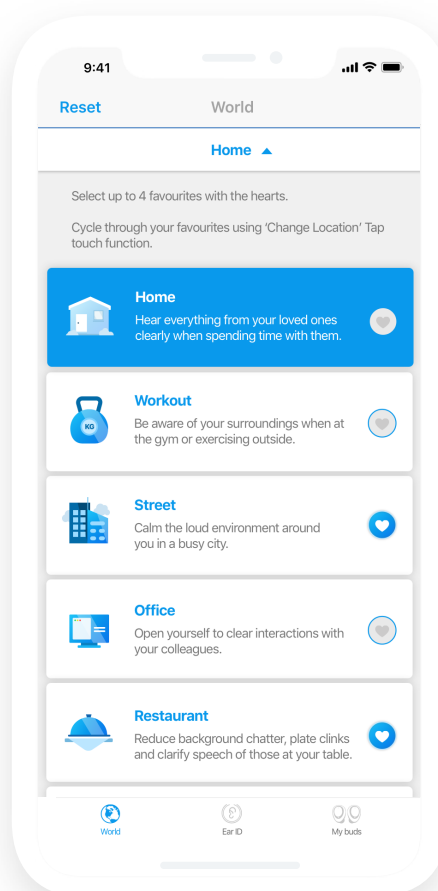 9:41
Reset World
Home
Select up to 4 favourites with the hearts.
Cycle through your favourites using ‘Change Location’ Tap
touch function.
Home
Hear everything from your loved ones
clearly when spending time with them.
KG
Workout
Be aware of your surroundings when at
the gym or exercising outside.
Street
Calm the loud environment around
you in a busy city.
Office
Open yourself to clear interactions with
your colleagues.
Restaurant
Reduce background chatter, plate clinks
and clarify speech of those at your table.
World Ear ID My buds